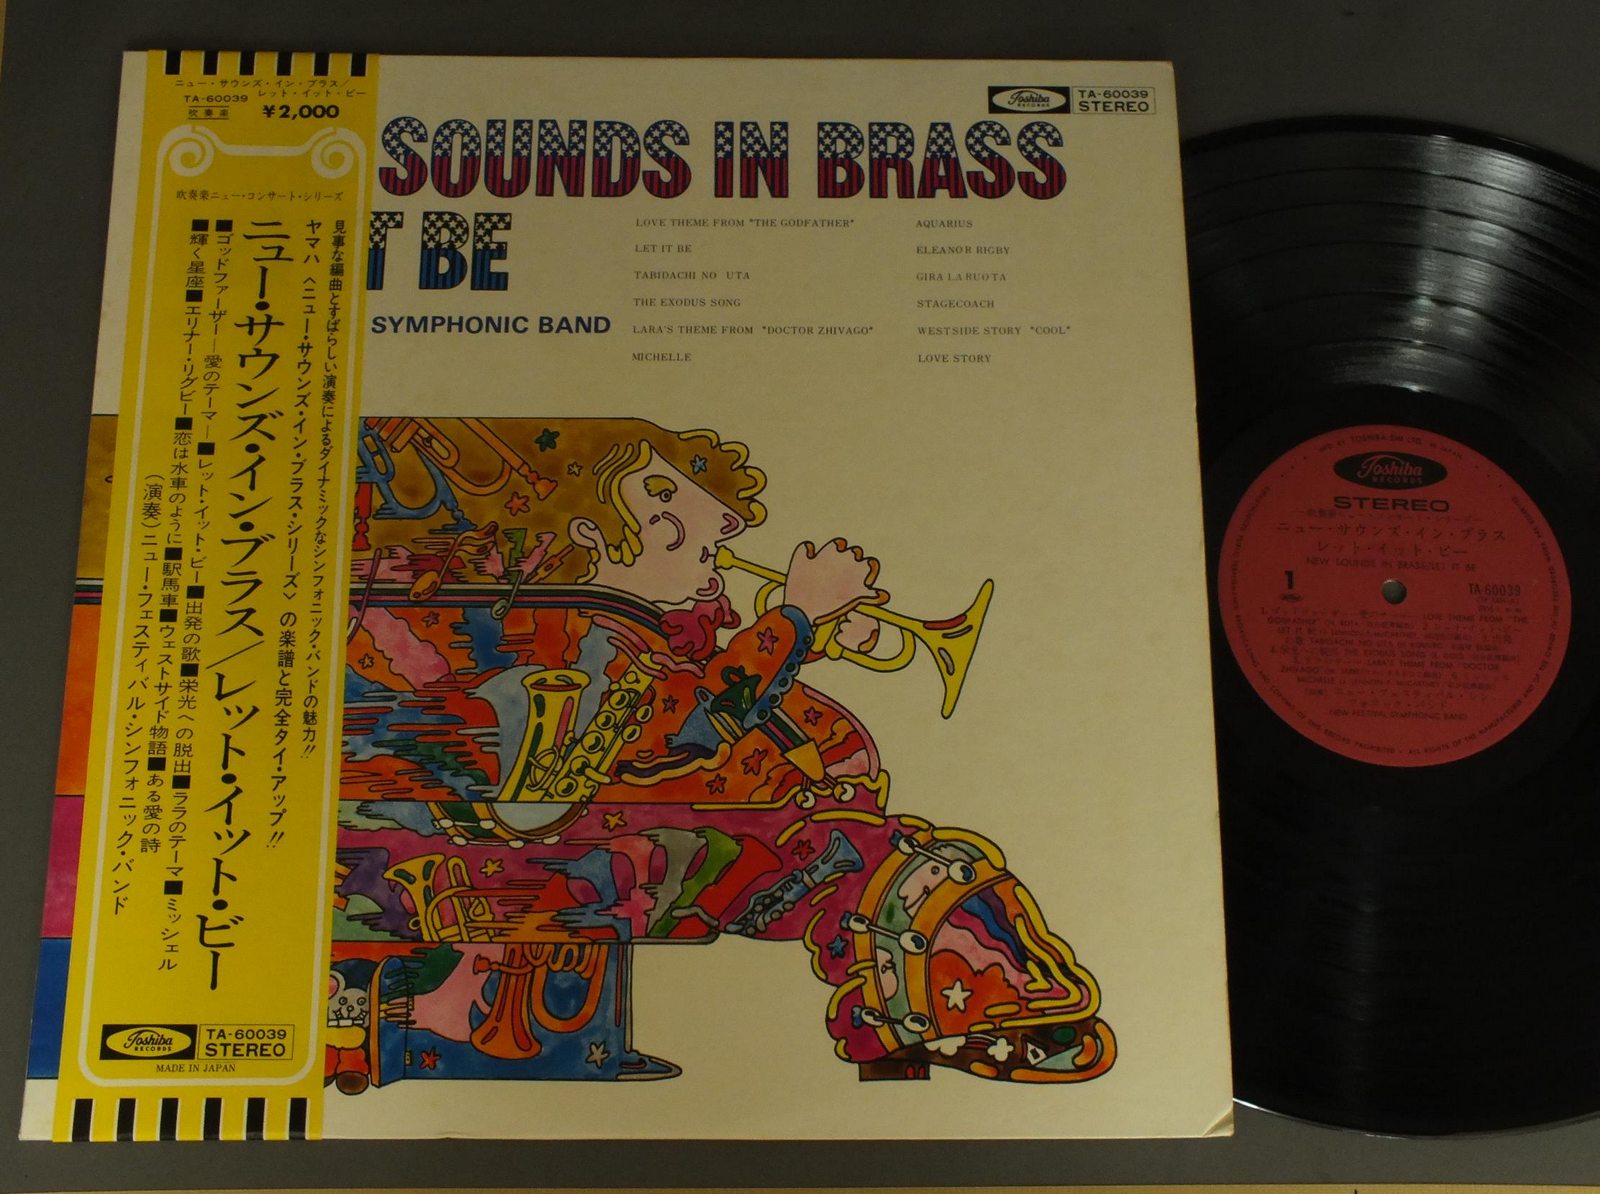 ニュー・サウンズ・イン・ブラス/
レット・イット・ビー
TA-60039
吹奏楽
¥2,000
吹奏楽ニュー・コンサート・シリーズ
見事な編曲とすばらしい演奏によるダイナミックなシンフォニック・バンドの魅力!!
ヤマハ〈ニュー・サウンズ・イン・ブラス・シリーズ〉の楽譜と完全タイ・アップ!!
ニュー・サウンズ・イン・ブラス/レット・イット・ビー
■ゴッドファーザー—愛のテーマ—■レット・イット・ビー■出発の歌■栄光への脱出■ララのテーマ■ミッシェル
■輝く星座■エリナー・リグビー■恋は水車のように■駅馬車■ウェストサイド物語■ある愛の詩
(演奏)ニュー・フェスティバル・シンフォニック・バンド
Toshiba
RECORDS
TA-60039
STEREO
MADE IN JAPAN
Toshiba
RECORDS
TA-60039
STEREO
SOUNDS IN BRASS
T BE
SYMPHONIC BAND
LOVE THEME FROM "THE GODFATHER"
LET IT BE
TABIDACHI NO UTA
THE EXODUS SONG
LARA'S THEME FROM "DOCTOR ZHIVAGO"
MICHELLE
AQUARIUS
ELEANOR RIGBY
GIRA LA RUOTA
STAGECOACH
WESTSIDE STORY "COOL"
LOVE STORY
Toshiba
RECORDS
STEREO
ニュー・サウンズ・イン・ブラス
レット・イット・ビー
NEW SOUNDS IN BRASS/LET IT BE
1
TA-60039
NEW FESTIVAL SYMPHONIC BAND